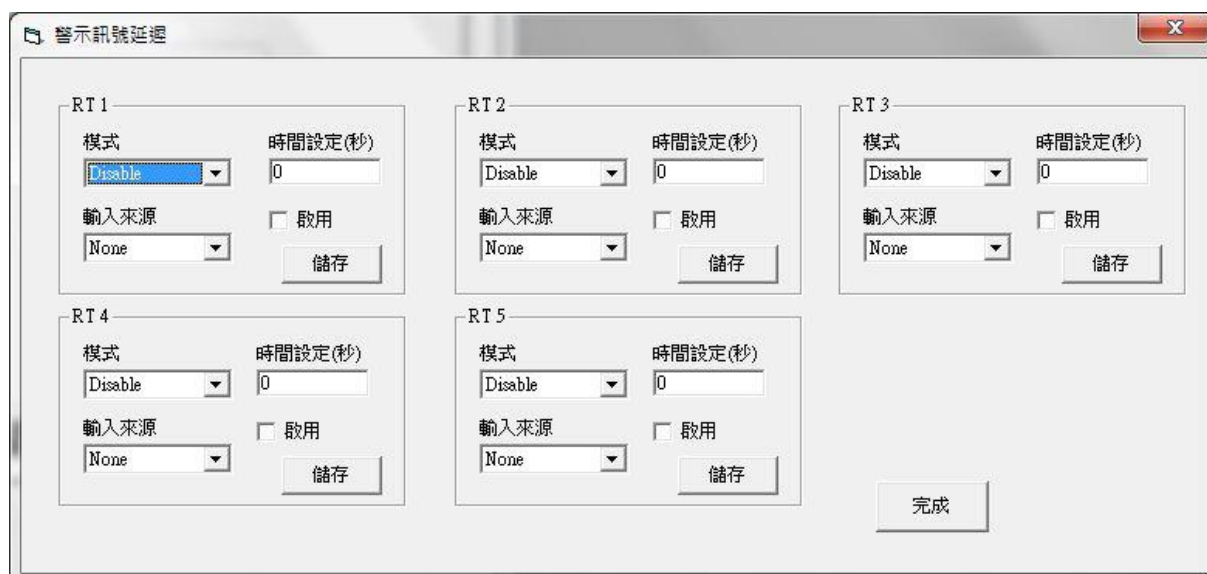 警示訊號延遲
X
RT 1
模式
時間設定(秒)
Disable
0
輸入來源
啟用
None
儲存
RT 2
模式
時間設定(秒)
Disable
0
輸入來源
啟用
None
儲存
RT 3
模式
時間設定(秒)
Disable
0
輸入來源
啟用
None
儲存
RT 4
模式
時間設定(秒)
Disable
0
輸入來源
啟用
None
儲存
RT 5
模式
時間設定(秒)
Disable
0
輸入來源
啟用
None
儲存
完成